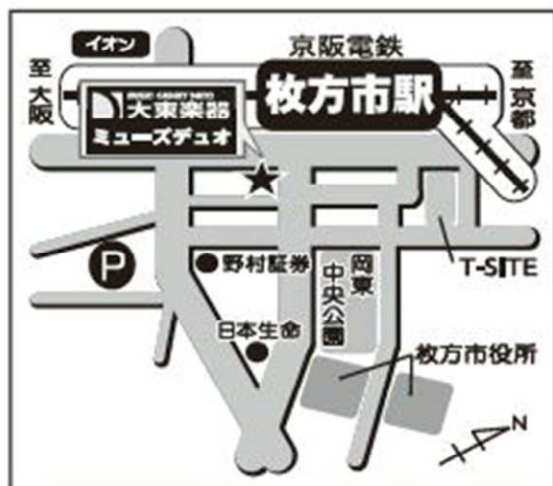 イオン
京阪電鉄
至大阪
枚方市駅
至京都
大東楽器
ミューズデュオ
T-SITE
P
野村証券
岡東
中央公園
日本生命
枚方市役所
N